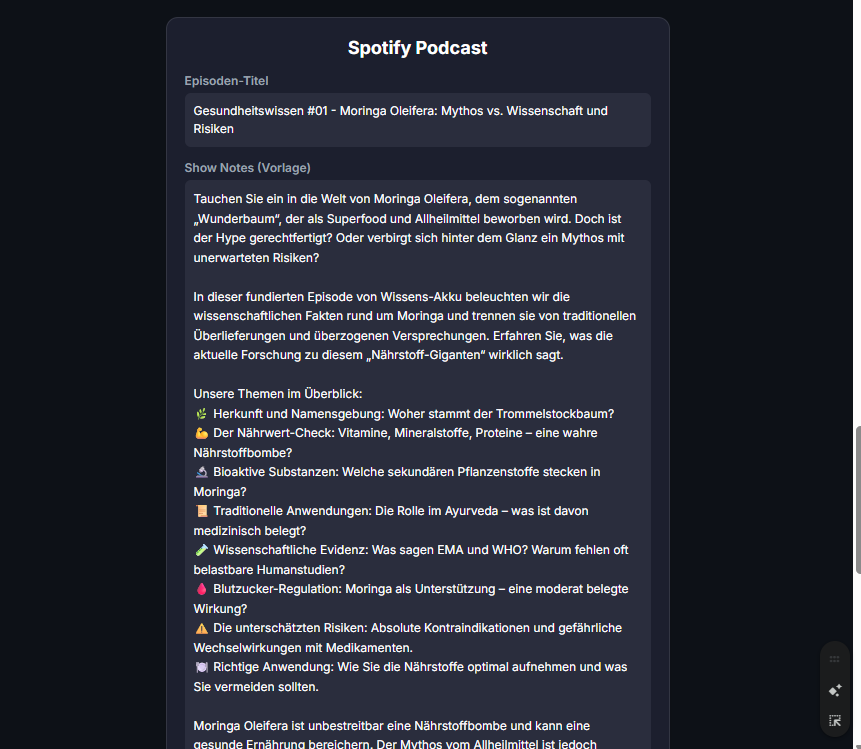 Spotify Podcast
Episoden-Titel
Gesundheitswissen #01 - Moringa Oleifera: Mythos vs. Wissenschaft und
Risiken
Show Notes (Vorlage)
Tauchen Sie ein in die Welt von Moringa Oleifera, dem sogenannten
„Wunderbaum“, der als Superfood und Allheilmittel beworben wird. Doch ist
der Hype gerechtfertigt? Oder verbirgt sich hinter dem Glanz ein Mythos mit
unerwarteten Risiken?
In dieser fundierten Episode von Wissens-Akku beleuchten wir die
wissenschaftlichen Fakten rund um Moringa und trennen sie von traditionellen
Überlieferungen und überzogenen Versprechungen. Erfahren Sie, was die
aktuelle Forschung zu diesem „Nährstoff-Giganten“ wirklich sagt.
Unsere Themen im Überblick:
🌿 Herkunft und Namensgebung: Woher stammt der Trommelstockbaum?
💪 Der Nährwert-Check: Vitamine, Mineralstoffe, Proteine – eine wahre
Nährstoffbombe?
🔬 Bioaktive Substanzen: Welche sekundären Pflanzenstoffe stecken in
Moringa?
📜 Traditionelle Anwendungen: Die Rolle im Ayurveda – was ist davon
medizinisch belegt?
🧪 Wissenschaftliche Evidenz: Was sagen EMA und WHO? Warum fehlen oft
belastbare Humanstudien?
🩸 Blutzucker-Regulation: Moringa als Unterstützung – eine moderat belegte
Wirkung?
⚠️ Die unterschätzten Risiken: Absolute Kontraindikationen und gefährliche
Wechselwirkungen mit Medikamenten.
🍽️ Richtige Anwendung: Wie Sie die Nährstoffe optimal aufnehmen und was
Sie vermeiden sollten.
Moringa Oleifera ist unbestreitbar eine Nährstoffbombe und kann eine
gesunde Ernährung bereichern. Der Mythos vom Allheilmittel ist jedoch